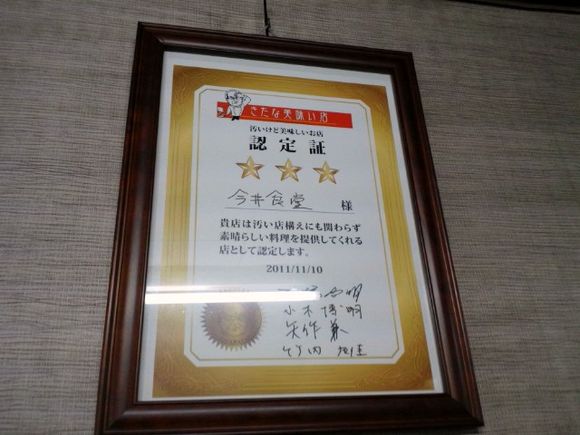 きたな美味い店
汚いけど美味しいお店
認定証
今井食堂 様
貴店は汚い店構えにも関わらず
素晴らしい料理を提供してくれる
店として認定します。
2011/11/10
小木博明
矢作兼